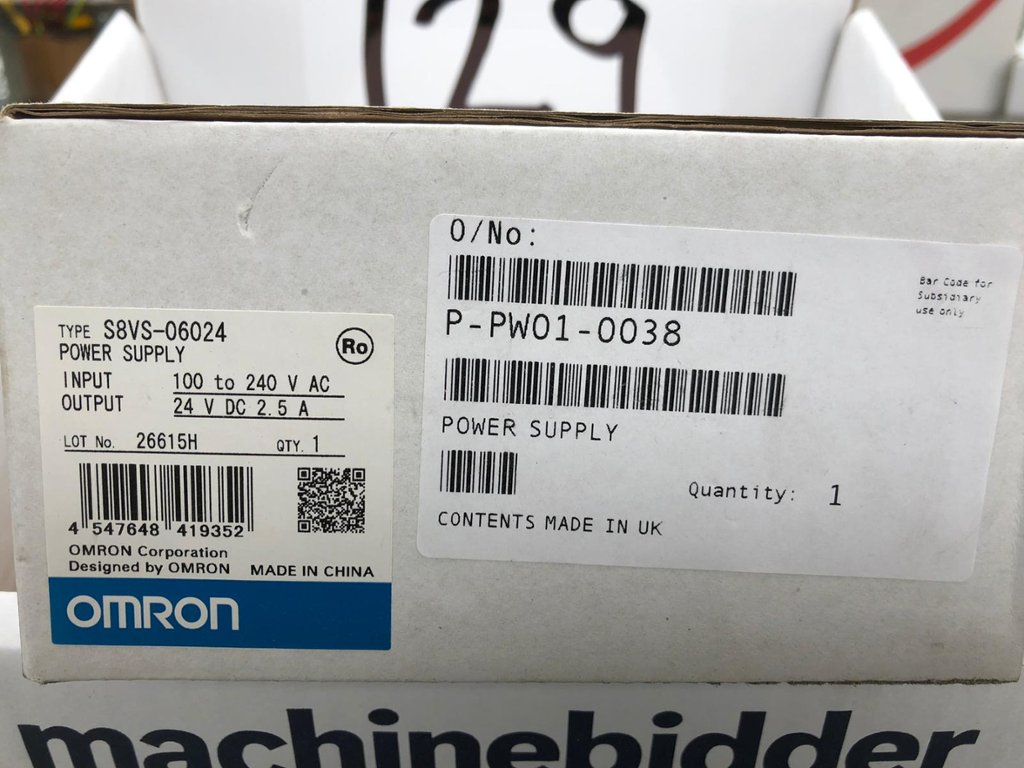 129
TYPE S8VS-06024
POWER SUPPLY
Ro
INPUT 100 to 240 V AC
OUTPUT 24 V DC 2.5 A
LOT No. 26615H QTY. 1
4 547648 419352
OMRON Corporation
Designed by OMRON MADE IN CHINA
OMRON
O/No:
Bar Code for
Subsidiary
use only
P-PW01-0038
POWER SUPPLY
Quantity: 1
CONTENTS MADE IN UK
machinebidder